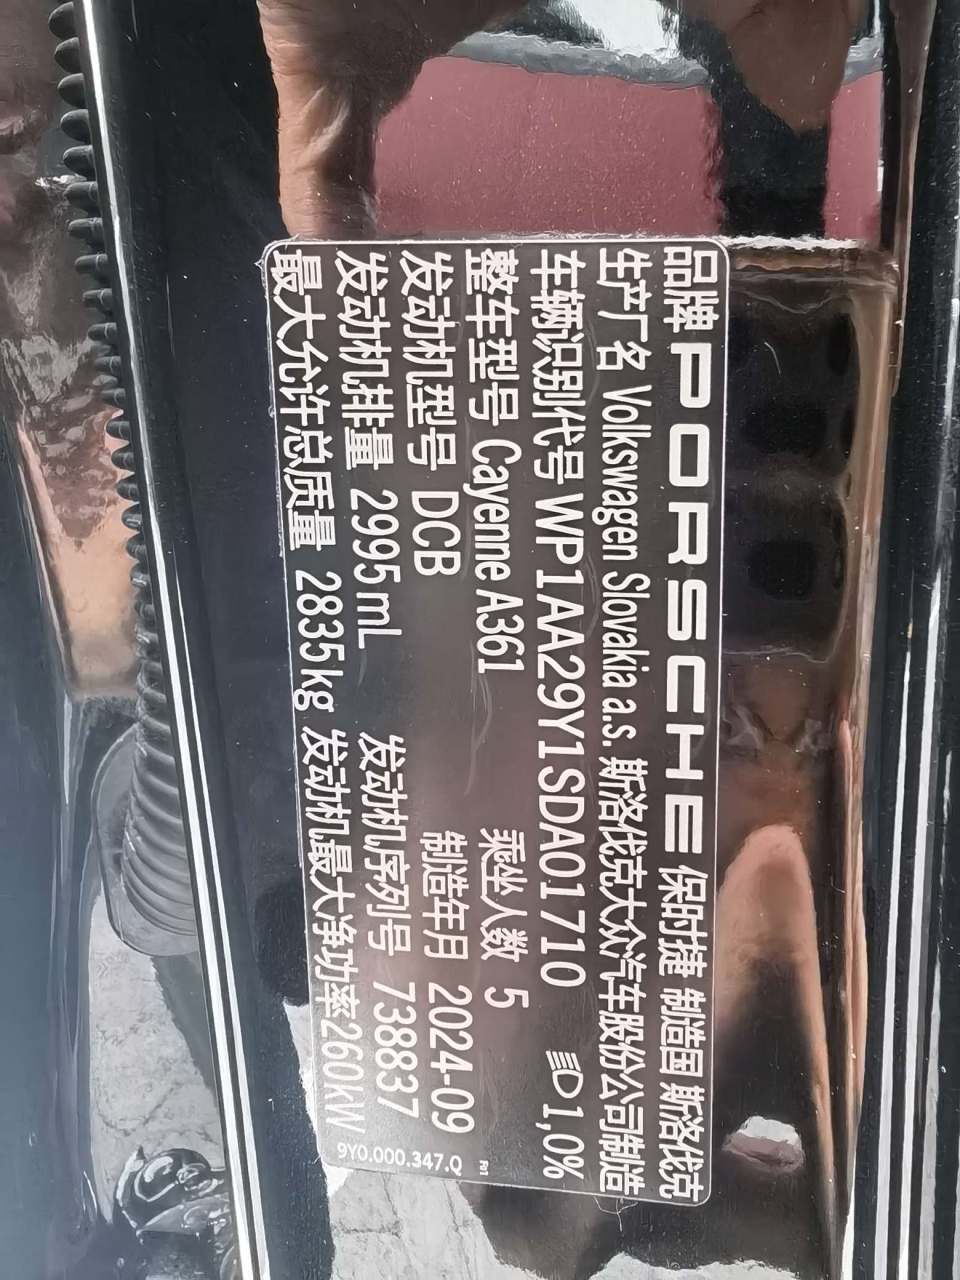 品牌 PORSCHE 保时捷 制造国 斯洛伐克
生产厂名 Volkswagen Slovakia a.s. 斯洛伐克大众汽车股份公司制造
车辆识别代号 WP1AA29Y1SDA01710 1,0%
整车型号 Cayenne A361 乘坐人数 5
发动机型号 DCB 制造年月 2024-09
发动机排量 2995mL 发动机序列号 738837
最大允许总质量 2835kg 发动机最大净功率260kW
9Y0.000.347.Q